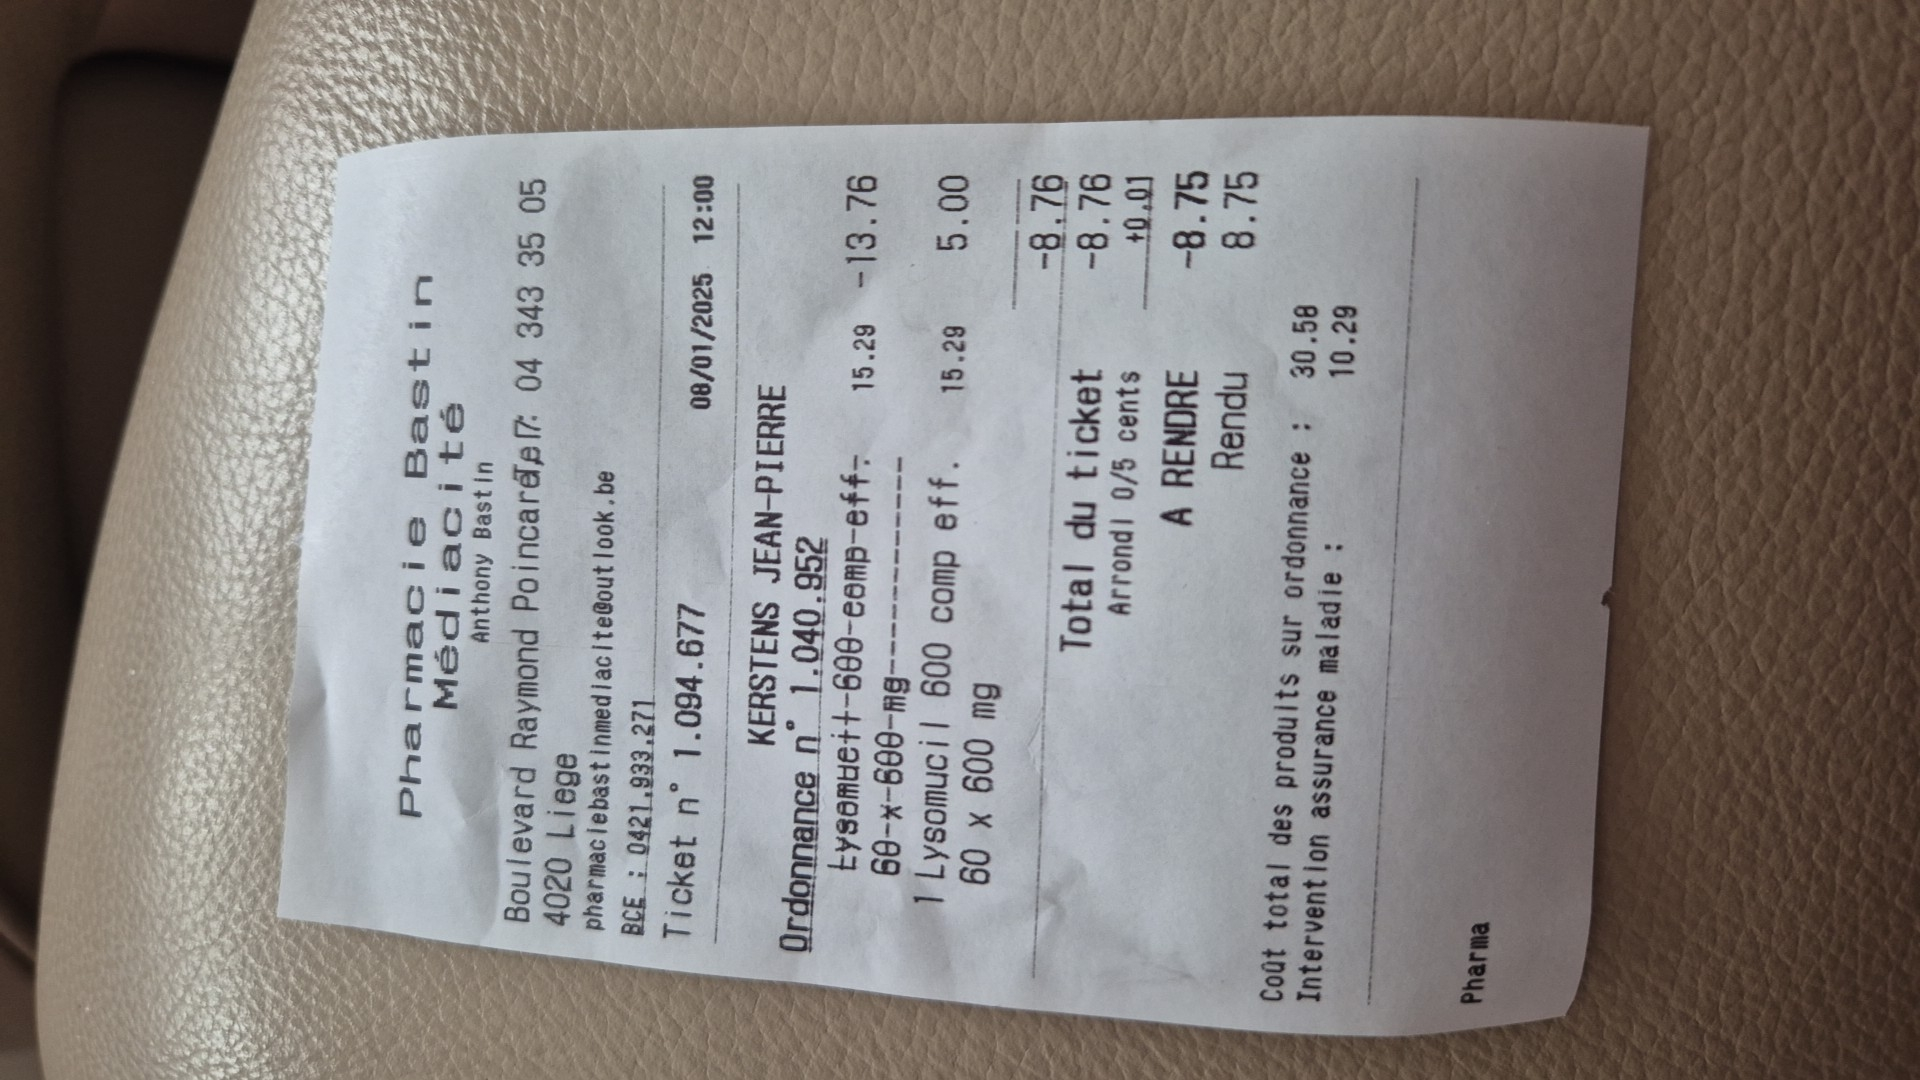 Pharmacie Bastin
Médiacité
Anthony Bastin
Boulevard Raymond Poincaré, 7: 04 343 35 05
4020 Liege
pharmaciebastinmediacite@outlook.be
BCE : 0421.933.271
Ticket n° 1.094.677 08/01/2025 12:00
KERSTENS JEAN-PIERRE
Ordonnance n° 1.040.952
Lysomucil 600 comp eff. 15.29 -13.76
60 x 600 mg
1 Lysomucil 600 comp eff. 15.29 5.00
60 x 600 mg
-8.76
Total du ticket -8.76
Arrondi 0/5 cents +0.01
A RENDRE -8.75
Rendu 8.75
Coût total des produits sur ordonnance : 30.58
Intervention assurance maladie : 10.29
Pharma